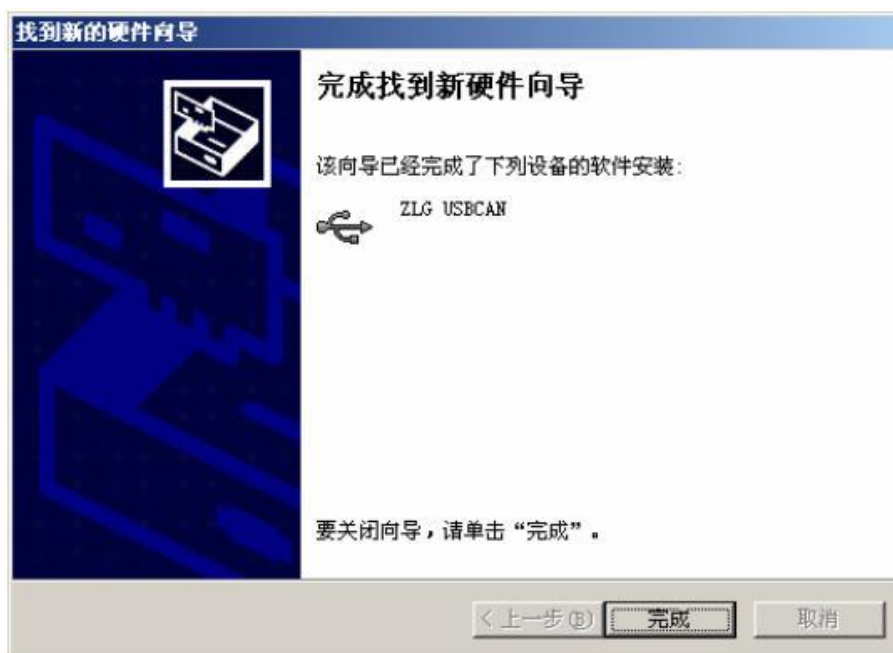 找到新的硬件向导
完成找到新硬件向导
该向导已经完成了下列设备的软件安装:
ZLG USBCAN
要关闭向导,请单击“完成”。
< 上一步(B)
完成
取消